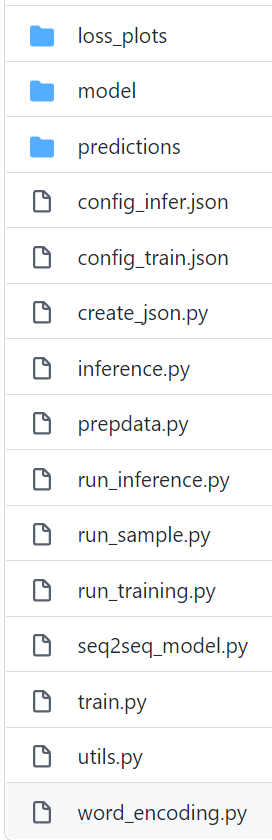 loss_plots
model
predictions
config_infer.json
config_train.json
create_json.py
inference.py
prepdata.py
run_inference.py
run_sample.py
run_training.py
seq2seq_model.py
train.py
utils.py
word_encoding.py